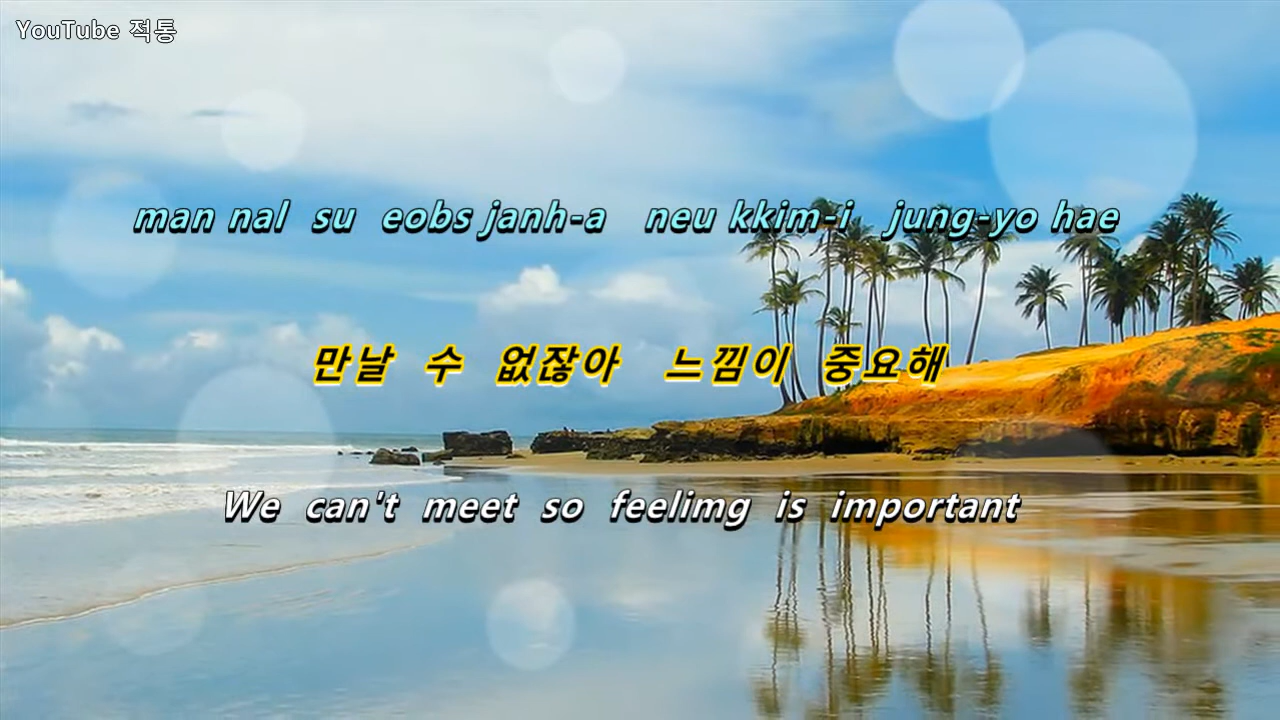 YouTube 적통
man nal su eobs janh-a neu kkim-i jung-yo hae
만날 수 없잖아 느낌이 중요해
We can't meet so feelimg is important